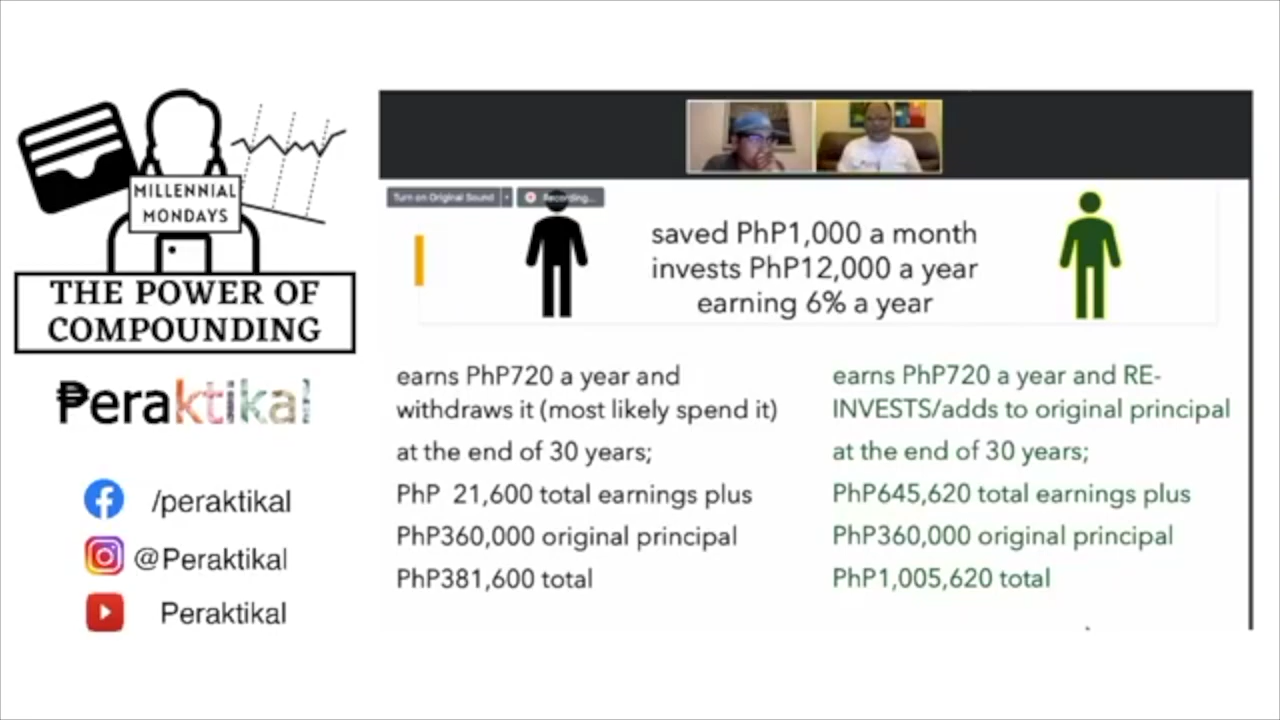 MILLENNIAL
MONDAYS
THE POWER OF
COMPOUNDING
₱eraktikal
/peraktikal
@Peraktikal
Peraktikal
Turn on Original Sound
Recording...
saved PhP1,000 a month
invests PhP12,000 a year
earning 6% a year
earns PhP720 a year and
withdraws it (most likely spend it)
at the end of 30 years;
PhP 21,600 total earnings plus
PhP360,000 original principal
PhP381,600 total
earns PhP720 a year and RE-
INVESTS/adds to original principal
at the end of 30 years;
PhP645,620 total earnings plus
PhP360,000 original principal
PhP1,005,620 total